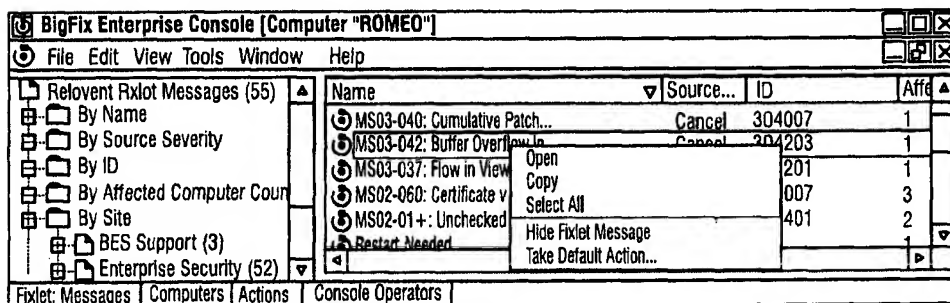 BigFix Enterprise Console [Computer "ROMEO"]
File Edit View Tools Window Help
Relovent Rxlot Messages (55)
By Name
By Source Severity
By ID
By Affected Computer Coun
By Site
BES Support (3)
Enterprise Security (52)
Name Source... ID Affe
MS03-040: Cumulative Patch... Cancel 304007 1
MS03-042: Buffer Overflow In Cancel 304203 1
MS03-037: Flow in View 201 1
MS02-060: Certificate v 007 3
MS02-01+: Unchecked 401 2
Restart Needed 1
Open
Copy
Select All
Hide Fixlet Message
Take Default Action...
Fixlet: Messages Computers Actions Console Operators